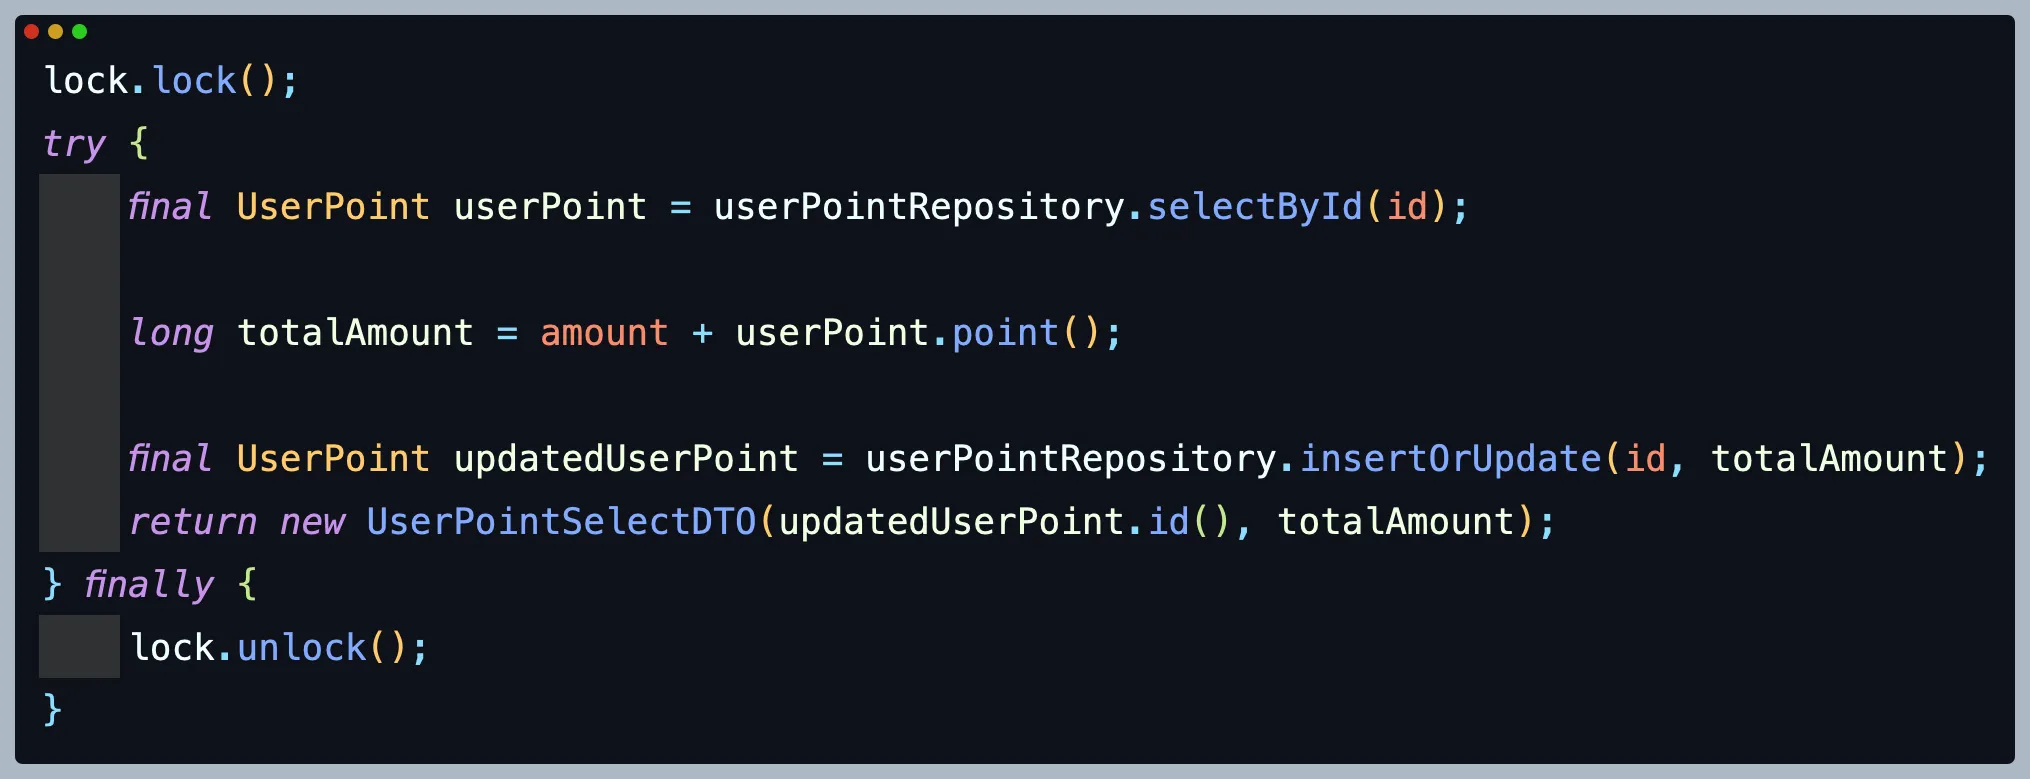 lock.lock();
try {
final UserPoint userPoint = userPointRepository.selectById(id);
long totalAmount = amount + userPoint.point();
final UserPoint updatedUserPoint = userPointRepository.insertOrUpdate(id, totalAmount);
return new UserPointSelectDTO(updatedUserPoint.id(), totalAmount);
} finally {
lock.unlock();
}